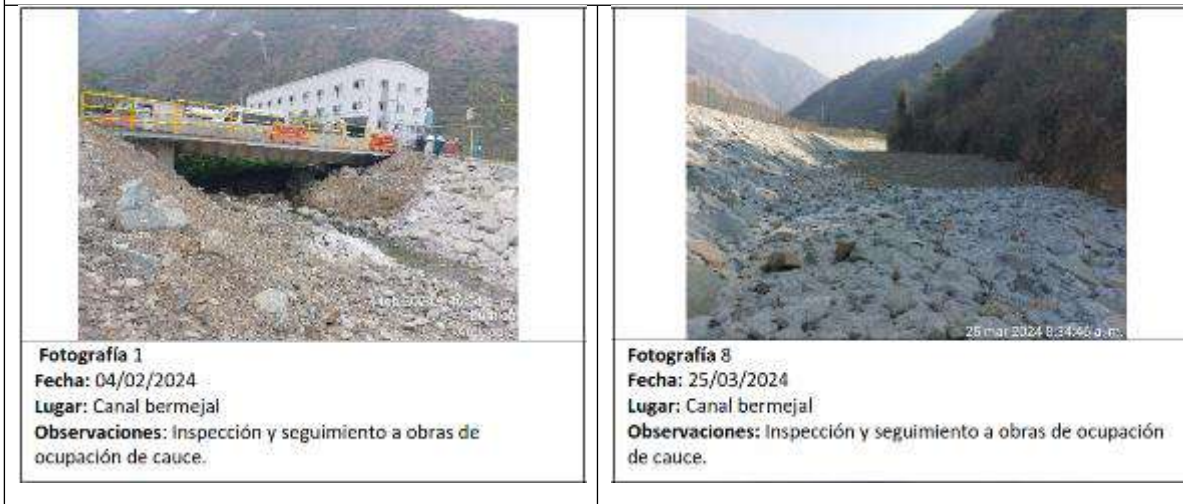 25 mar 2024 8:34:46 a. m.
Fotografía 1
Fecha: 04/02/2024
Lugar: Canal bermejal
Observaciones: Inspección y seguimiento a obras de
ocupación de cauce.
Fotografía 8
Fecha: 25/03/2024
Lugar: Canal bermejal
Observaciones: Inspección y seguimiento a obras de ocupación
de cauce.